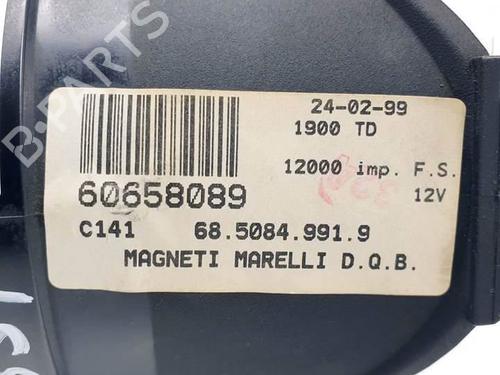 B-PARTS
24-02-99
1900 TD
12000 imp. F.S.
12V
60658089
C141 68.5084.991.9
MAGNETI MARELLI D.Q.B.